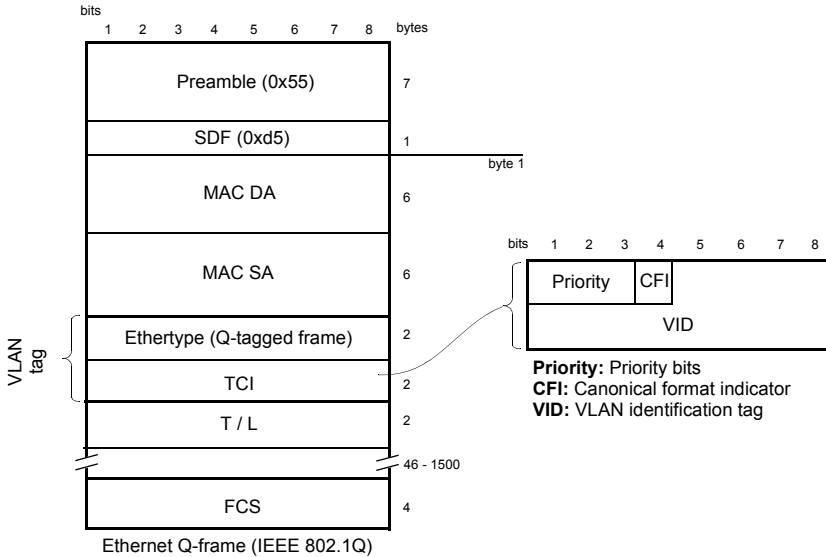 bits
1 2 3 4 5 6 7 8 bytes
Preamble (0x55) 7
SDF (0xd5) 1
byte 1
MAC DA 6
MAC SA 6
VLAN
tag
Ethertype (Q-tagged frame) 2
TCI 2
T / L 2
46 - 1500
FCS 4
Ethernet Q-frame (IEEE 802.1Q)
bits 1 2 3 4 5 6 7 8
Priority CFI
VID
Priority: Priority bits
CFI: Canonical format indicator
VID: VLAN identification tag